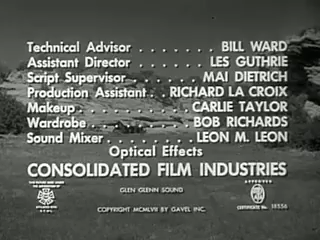 Technical Advisor . . . . . . . BILL WARD
Assistant Director . . . . . . LES GUTHRIE
Script Supervisor . . . . . . MAI DIETRICH
Production Assistant . . RICHARD LA CROIX
Makeup . . . . . . . . . CARLIE TAYLOR
Wardrobe . . . . . . . . . BOB RICHARDS
Sound Mixer . . . . . . . LEON M. LEON
Optical Effects
CONSOLIDATED FILM INDUSTRIES
GLEN GLENN SOUND
COPYRIGHT MCMLVII BY GAVEL INC.
APPROVED
CERTIFICATE No. 18556